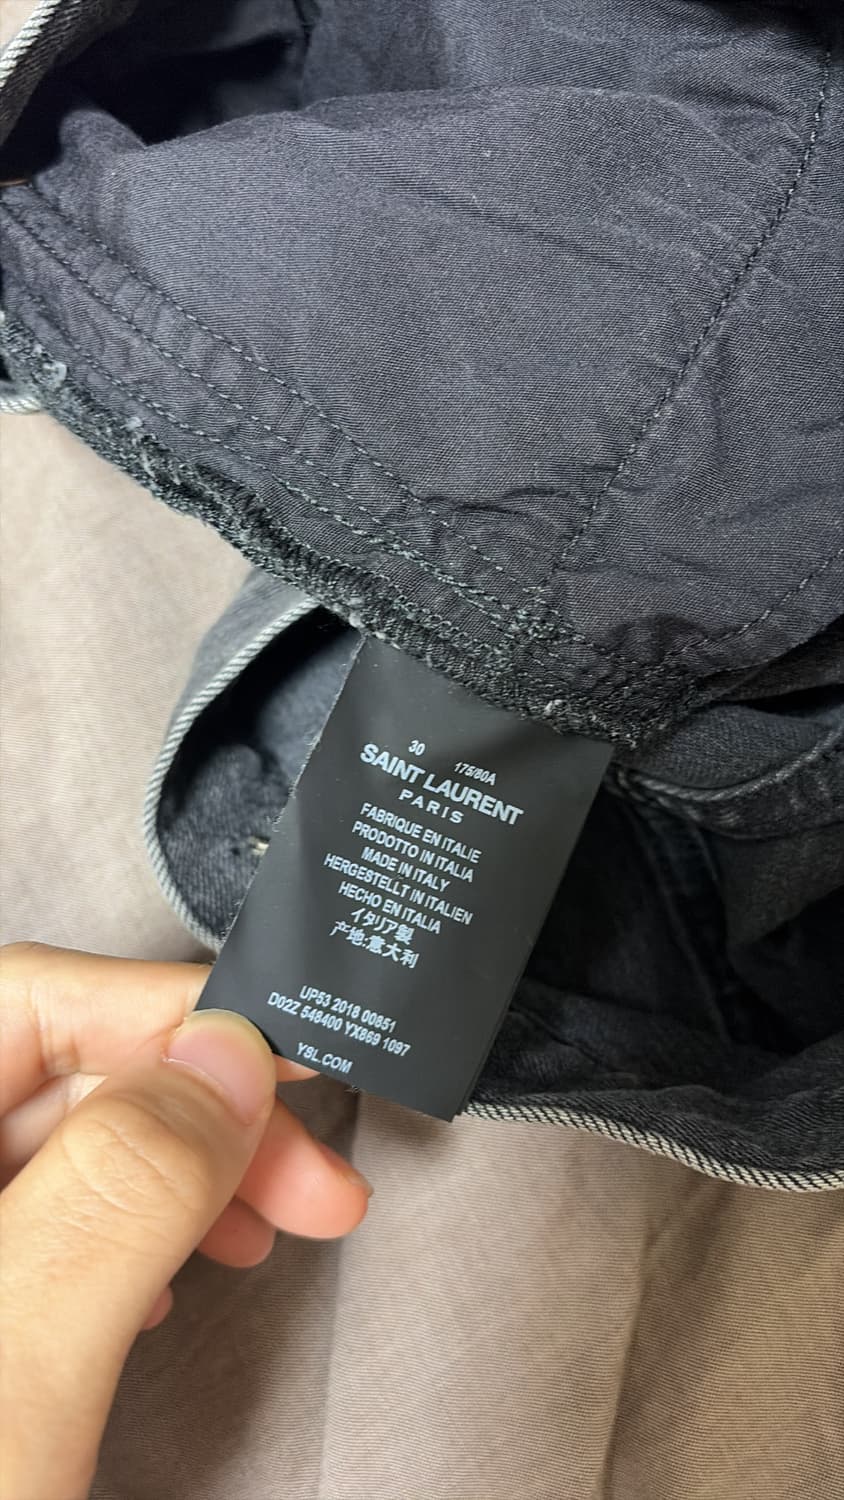 30 175/80A
SAINT LAURENT
PARIS
FABRIQUE EN ITALIE
PRODOTTO IN ITALIA
MADE IN ITALY
HERGESTELLT IN ITALIEN
HECHO EN ITALIA
イタリア製
产地:意大利
UP53 2018 00851
D02Z 548400 YX869 1097
YSL.COM